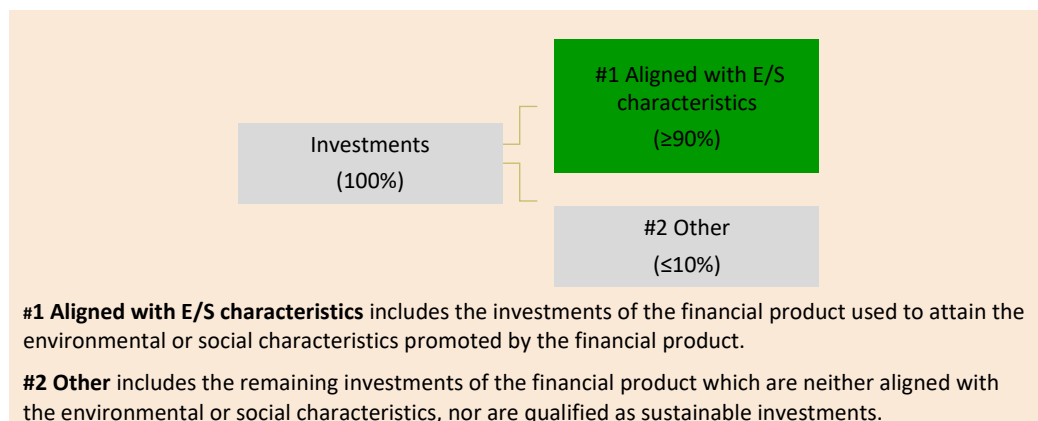 #1 Aligned with E/S
characteristics
(≥90%)
Investments
(100%)
#2 Other
(≤10%)
#1 Aligned with E/S characteristics includes the investments of the financial product used to attain the
environmental or social characteristics promoted by the financial product.
#2 Other includes the remaining investments of the financial product which are neither aligned with
the environmental or social characteristics, nor are qualified as sustainable investments.